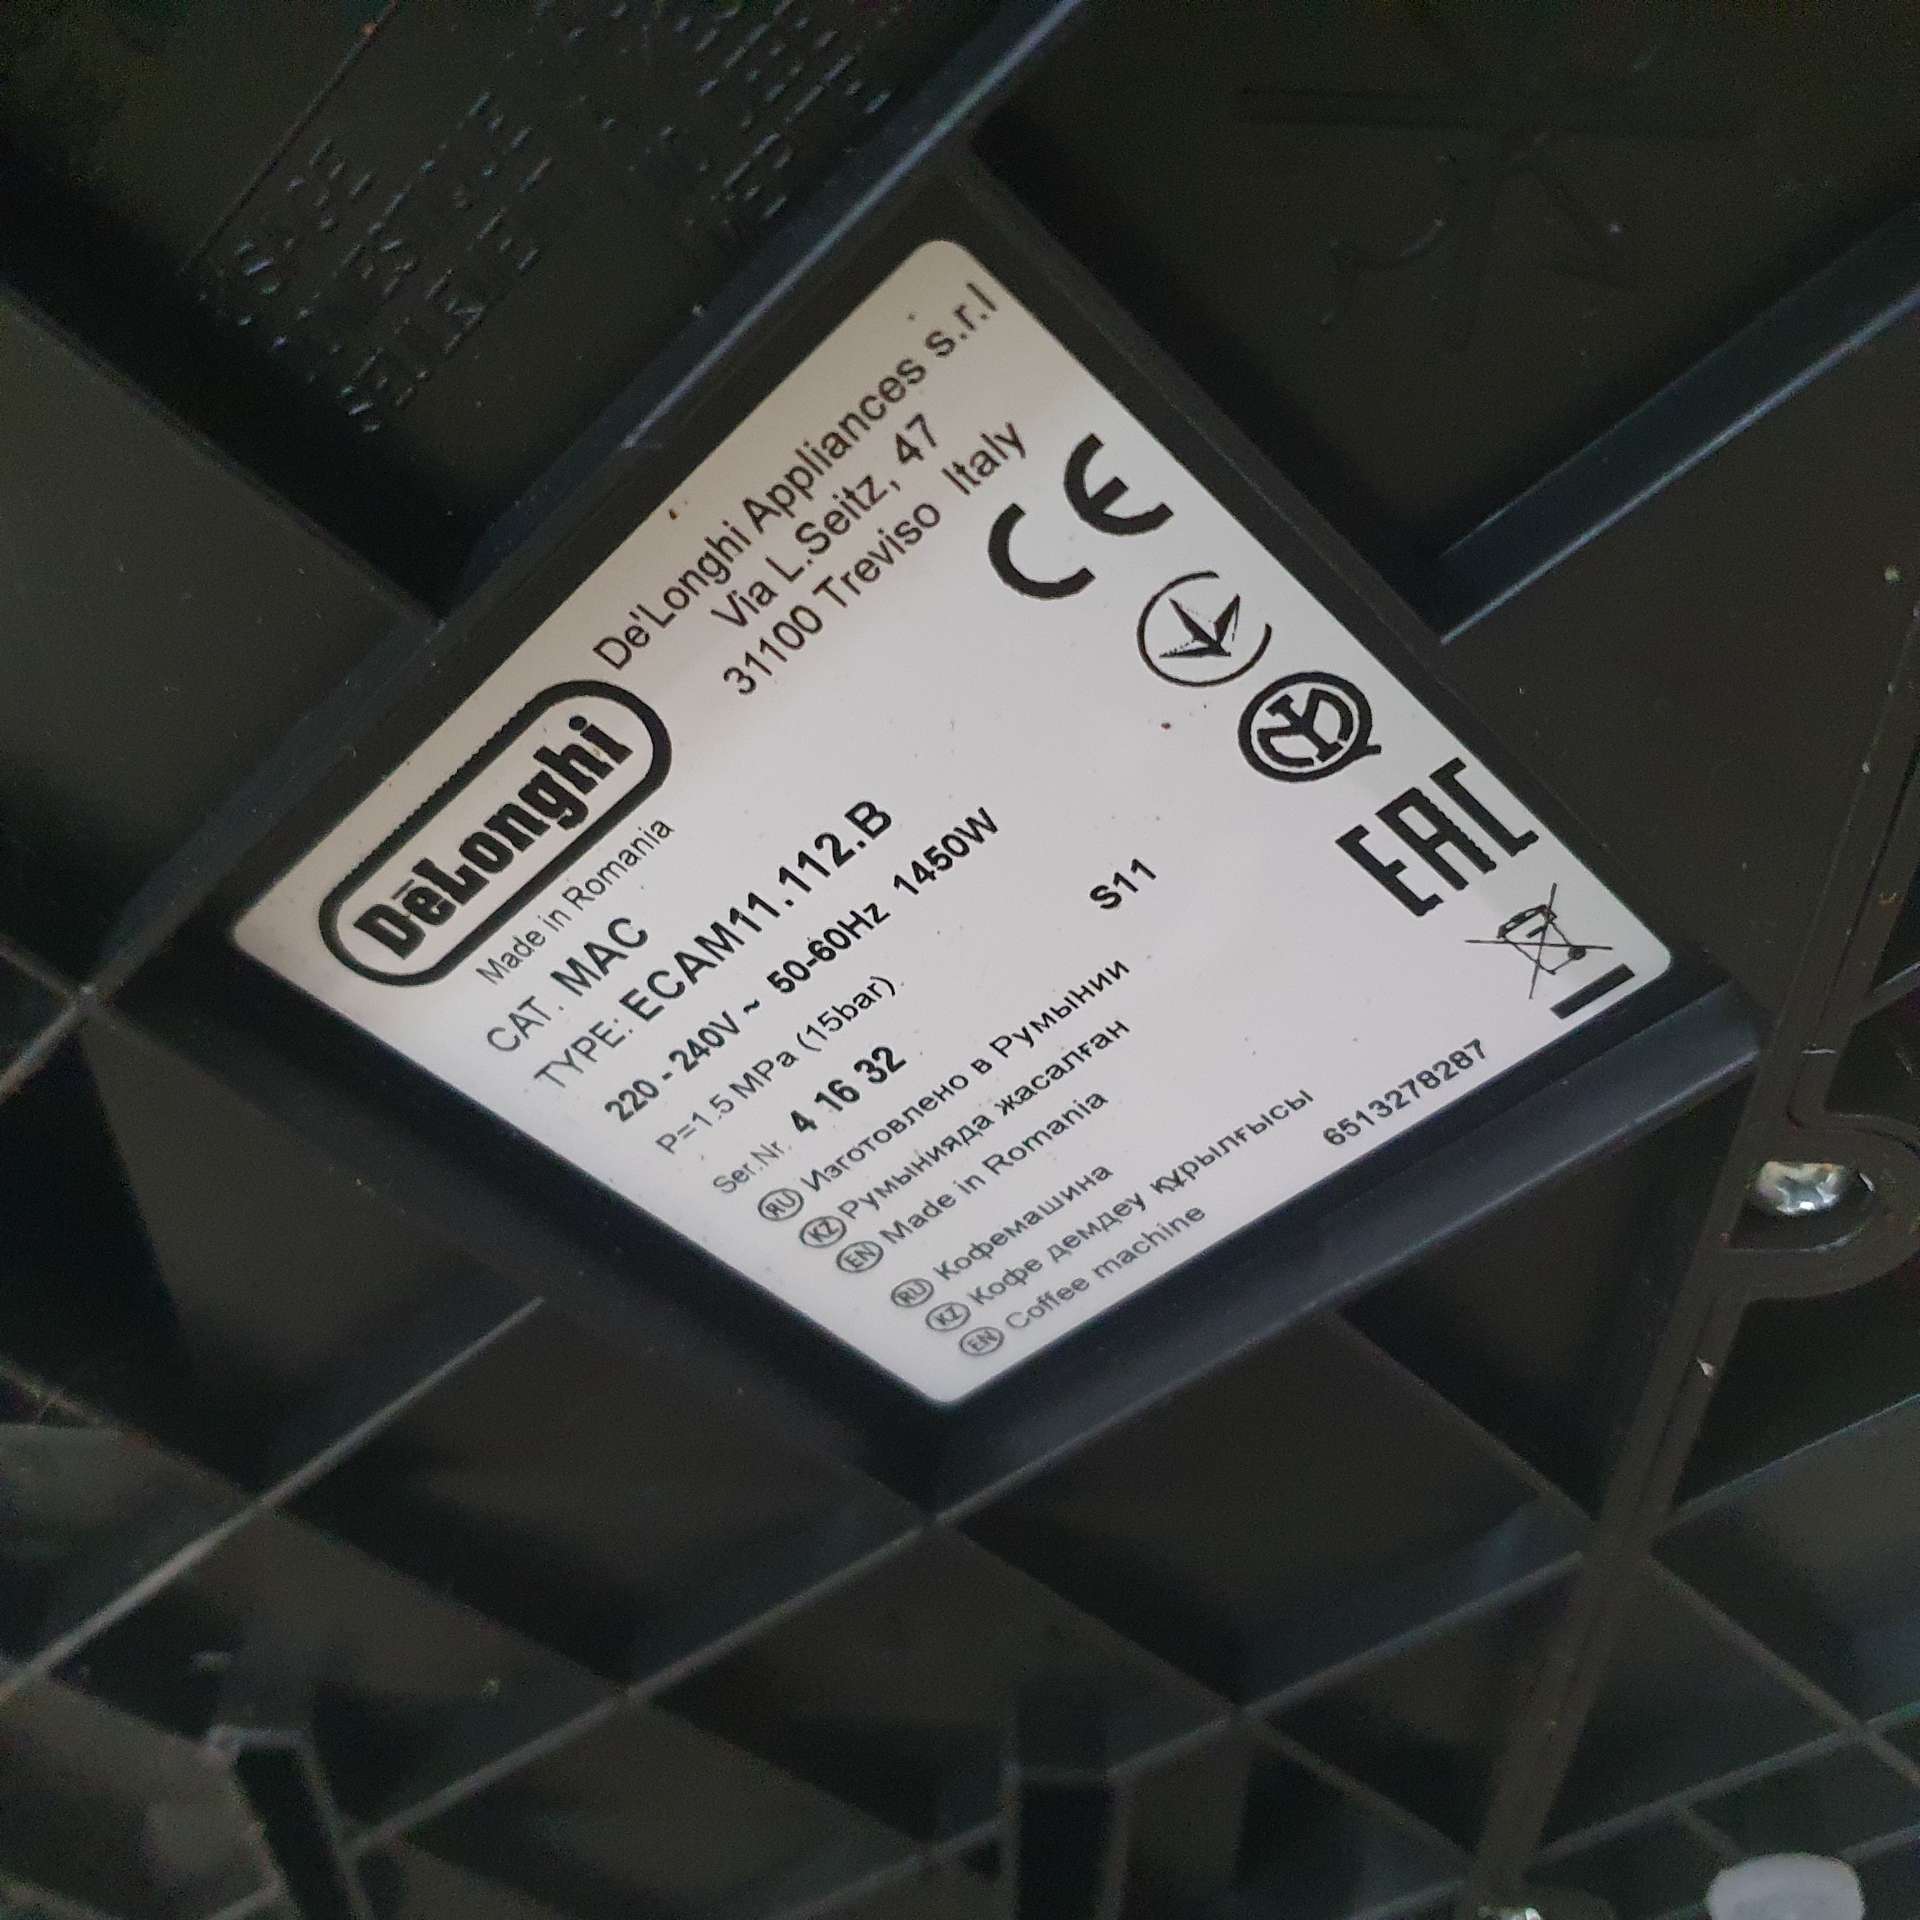 DeLonghi
De'Longhi Appliances s.r.l
Via L.Seitz, 47
31100 Treviso Italy
Made in Romania
CAT. MAC
TYPE: ECAM11.112.B
220 - 240V ~ 50-60Hz 1450W
P=1.5 MPa (15bar) S11
Ser.Nr. 4 16 32
RU Изготовлено в Румынии
KZ Румынияда жасалған
EN Made in Romania
RU Кофемашина
KZ Кофе демдеу құрылғысы
EN Coffee machine
6513278287
CE
EAC